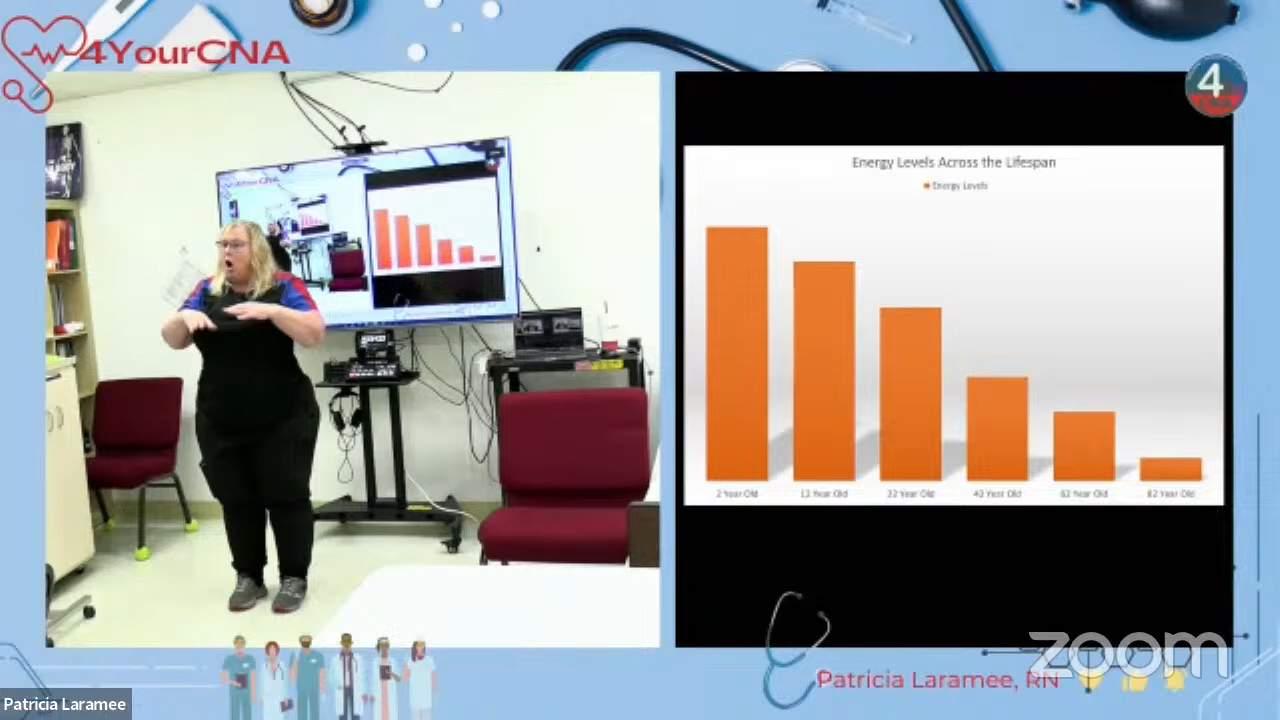 4YourCNA
4
Energy Levels Across the Lifespan
Energy Levels
2 Year Old
12 Year Old
22 Year Old
42 Year Old
62 Year Old
82 Year Old
zoom
Patricia Laramee, RN
Patricia Laramee